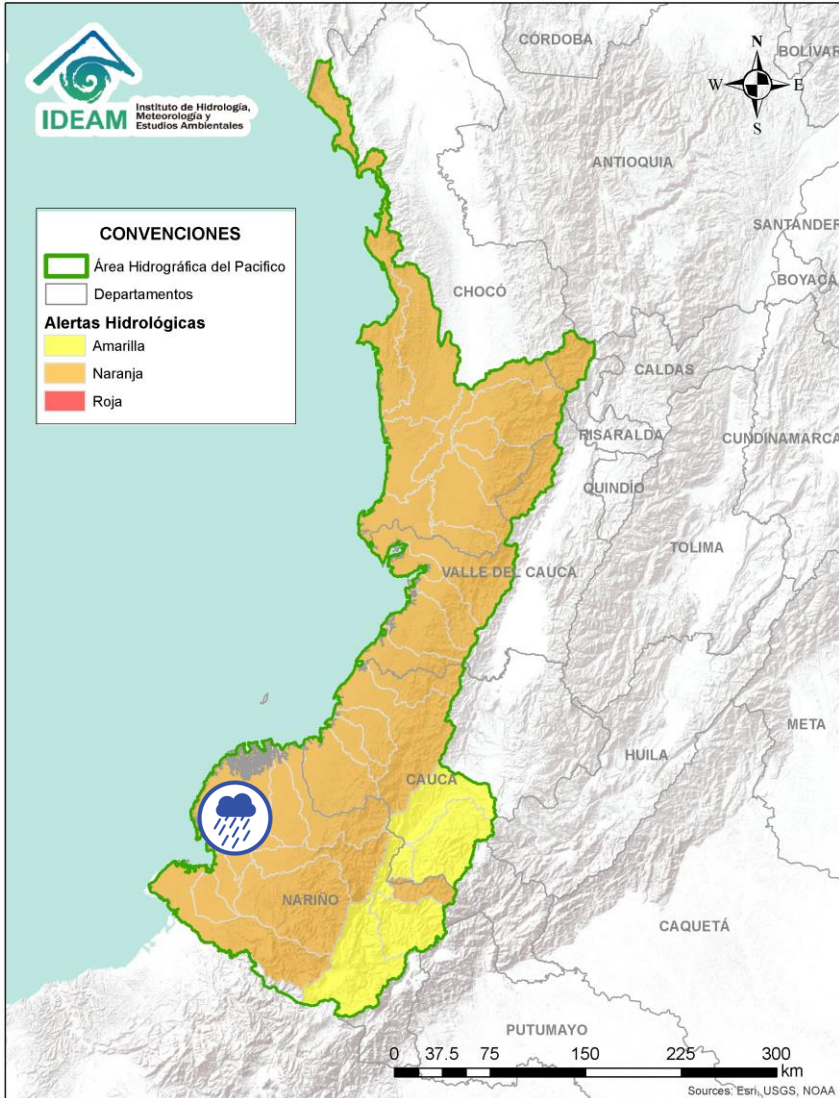 IDEAM
Instituto de Hidrología,
Meteorología y
Estudios Ambientales
CÓRDOBA
BOLÍVAR
N
W
E
S
ANTIOQUIA
SANTANDER
BOYACÁ
CONVENCIONES
Área Hidrográfica del Pacifico
Departamentos
Alertas Hidrológicas
Amarilla
Naranja
Roja
CHOCÓ
CALDAS
RISARALDA
CUNDINAMARCA
QUINDÍO
TOLIMA
VALLE DEL CAUCA
META
HUILA
CAUCA
NARIÑO
CAQUETÁ
PUTUMAYO
0 37.5 75 150 225 300
km
Sources: Esri, USGS, NOAA